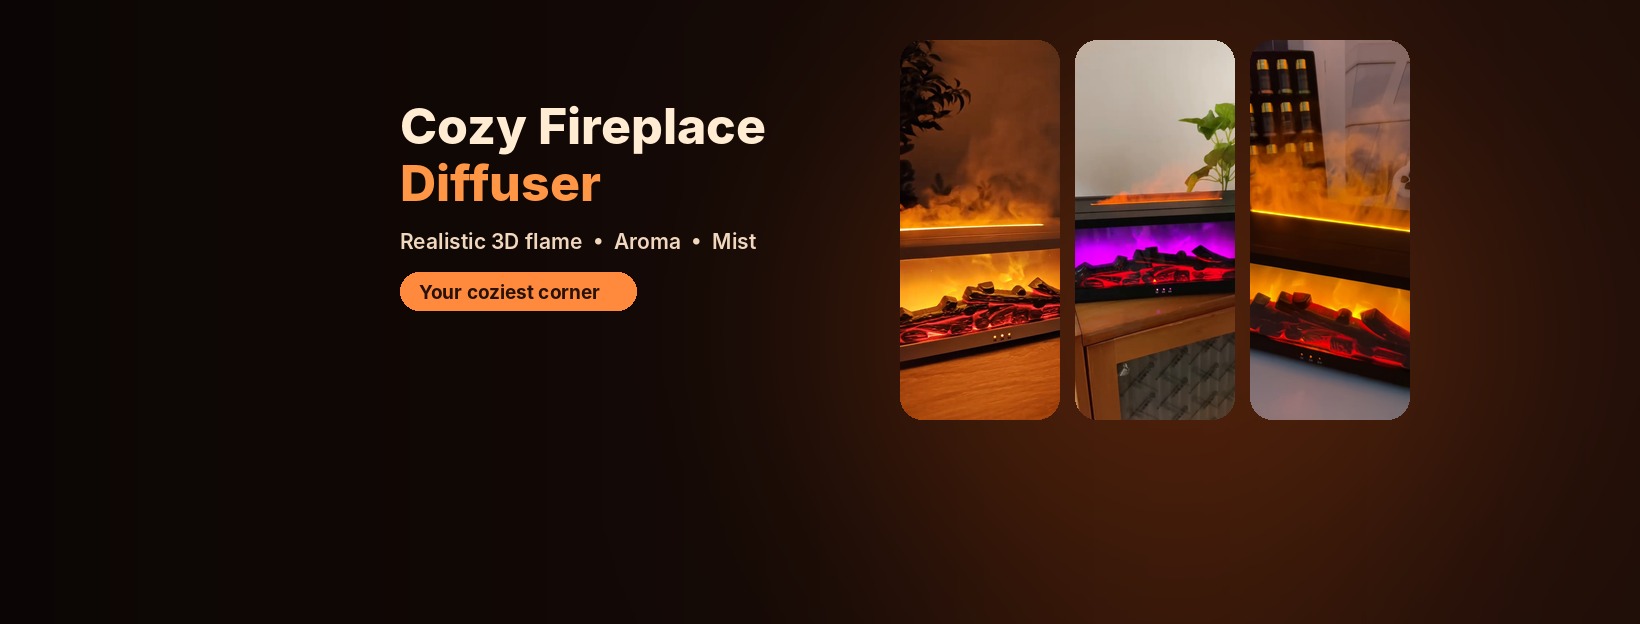 Cozy Fireplace
Diffuser
Realistic 3D flame • Aroma • Mist
Your coziest corner